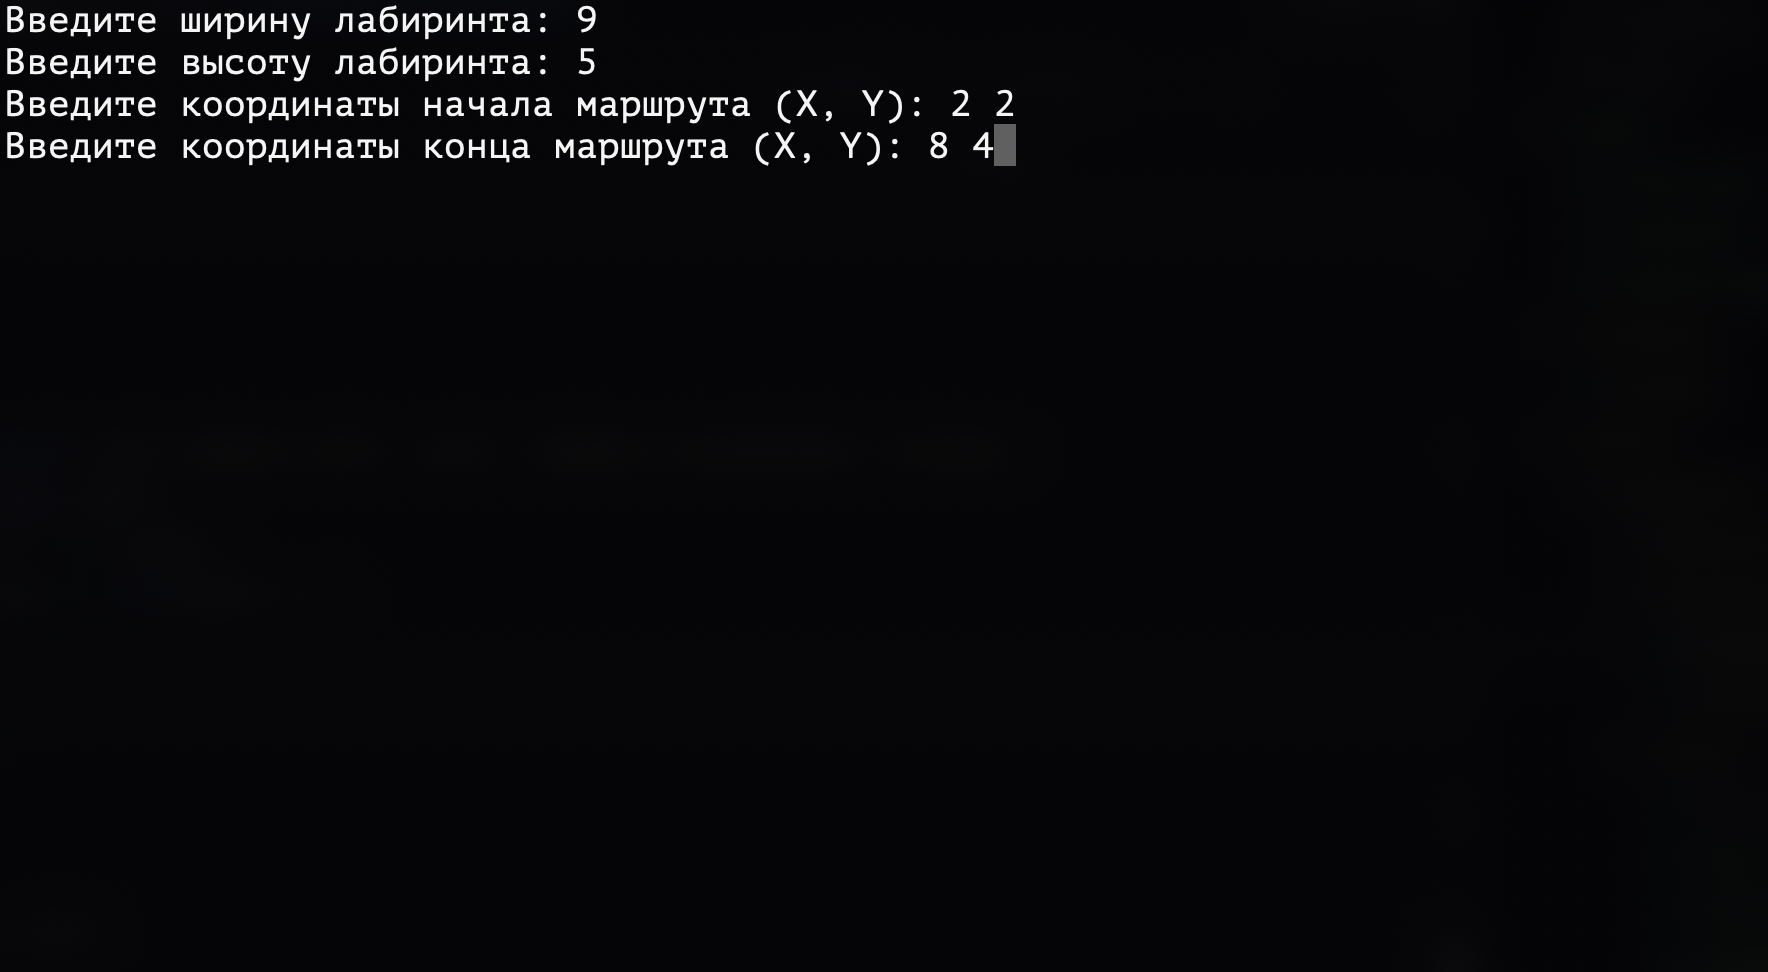 Введите ширину лабиринта: 9
Введите высоту лабиринта: 5
Введите координаты начала маршрута (X, Y): 2 2
Введите координаты конца маршрута (X, Y): 8 4